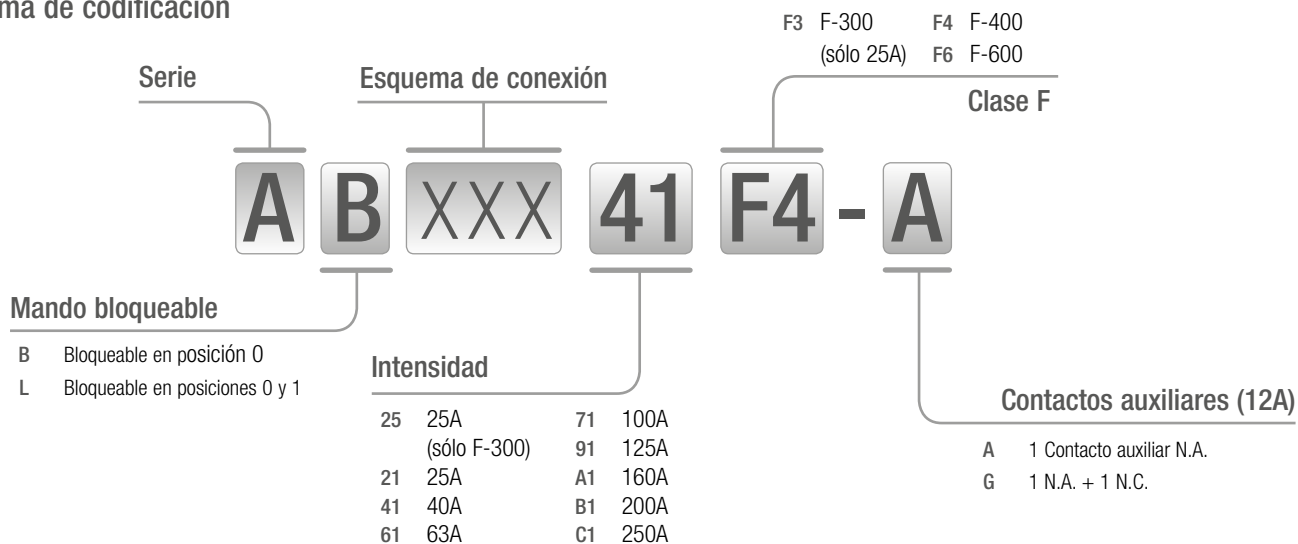 ma de codificación
F3 F-300 F4 F-400
(sólo 25A) F6 F-600
Clase F
Serie
Esquema de conexión
A B XXX 41 F4 - A
Mando bloqueable
B Bloqueable en posición 0
L Bloqueable en posiciones 0 y 1
Intensidad
25 25A 71 100A
(sólo F-300) 91 125A
21 25A A1 160A
41 40A B1 200A
61 63A C1 250A
Contactos auxiliares (12A)
A 1 Contacto auxiliar N.A.
G 1 N.A. + 1 N.C.